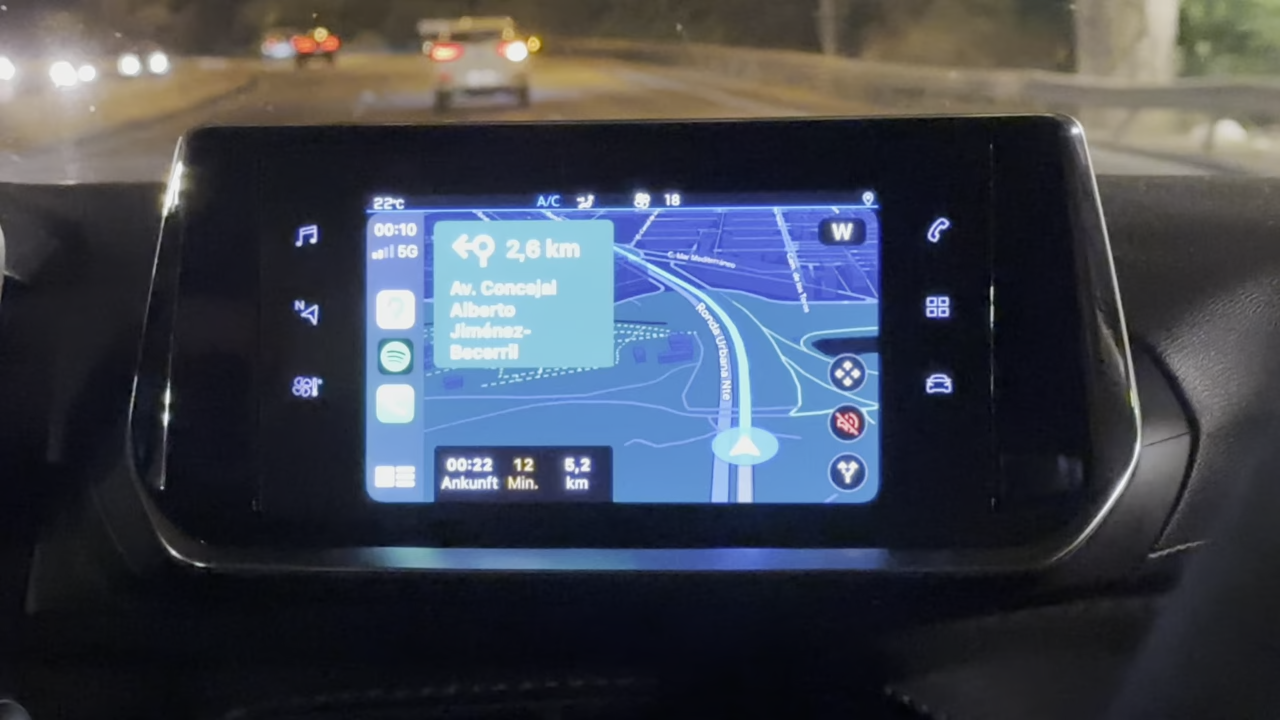 22°C
A/C
18
00:10
5G
2,6 km
Av. Concejal
Alberto
Jiménez-
Becerril
W
N
C. Mar Mediterráneo
Ronda Urbana Nte
00:22 12 5,2
Ankunft Min. km